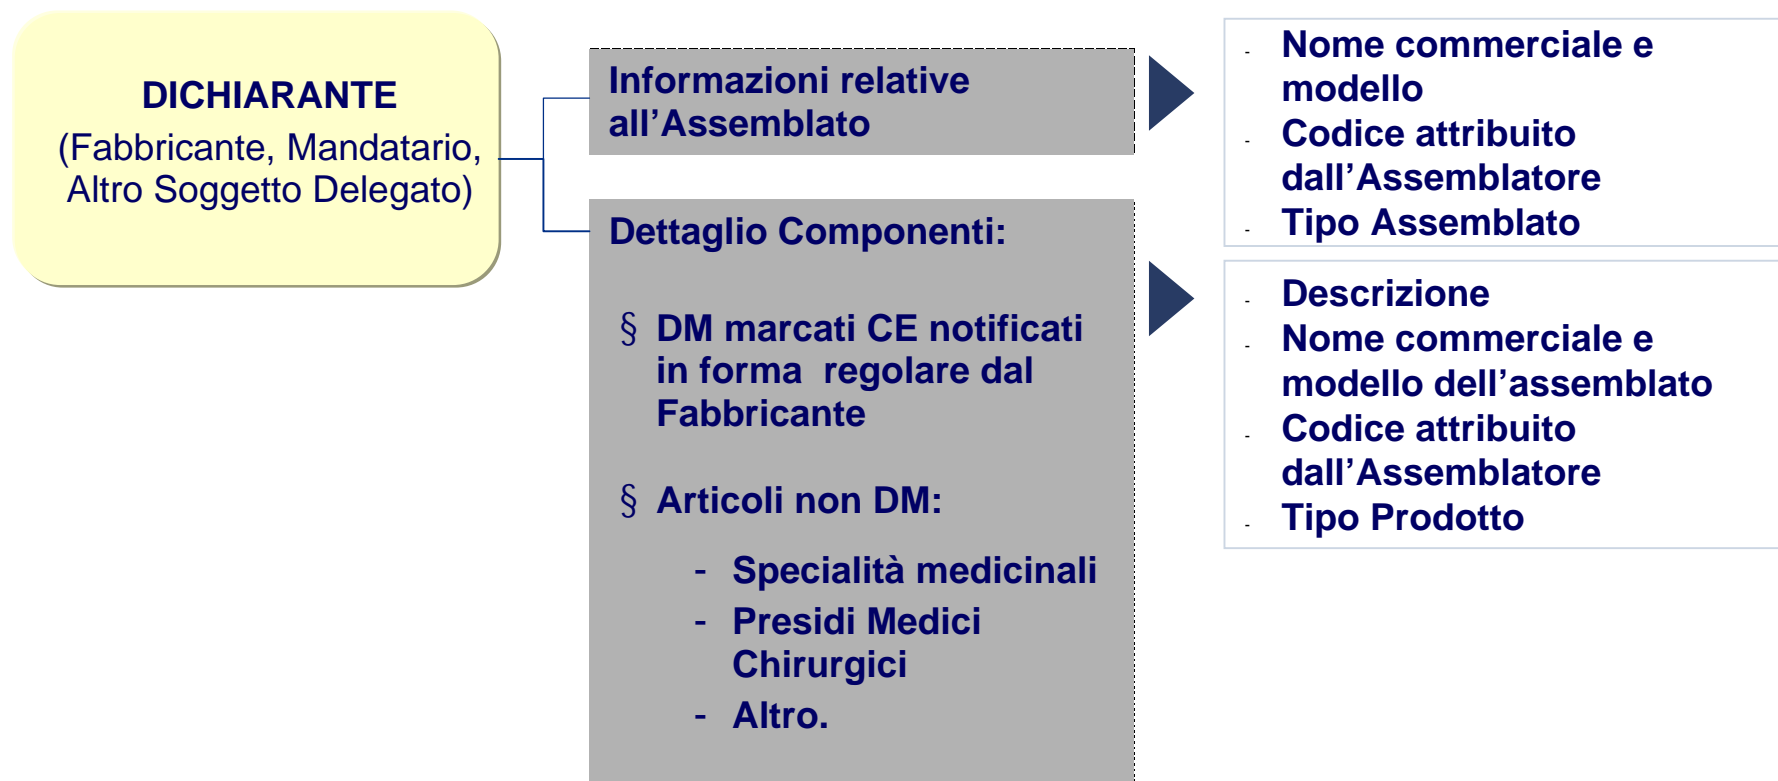 DICHIARANTE
(Fabbricante, Mandatario,
Altro Soggetto Delegato)
Informazioni relative
all’Assemblato
- Nome commerciale e
modello
- Codice attribuito
dall’Assemblatore
- Tipo Assemblato
Dettaglio Componenti:
§ DM marcati CE notificati
in forma regolare dal
Fabbricante
§ Articoli non DM:
- Specialità medicinali
- Presidi Medici
Chirurgici
- Altro.
- Descrizione
- Nome commerciale e
modello dell’assemblato
- Codice attribuito
dall’Assemblatore
- Tipo Prodotto